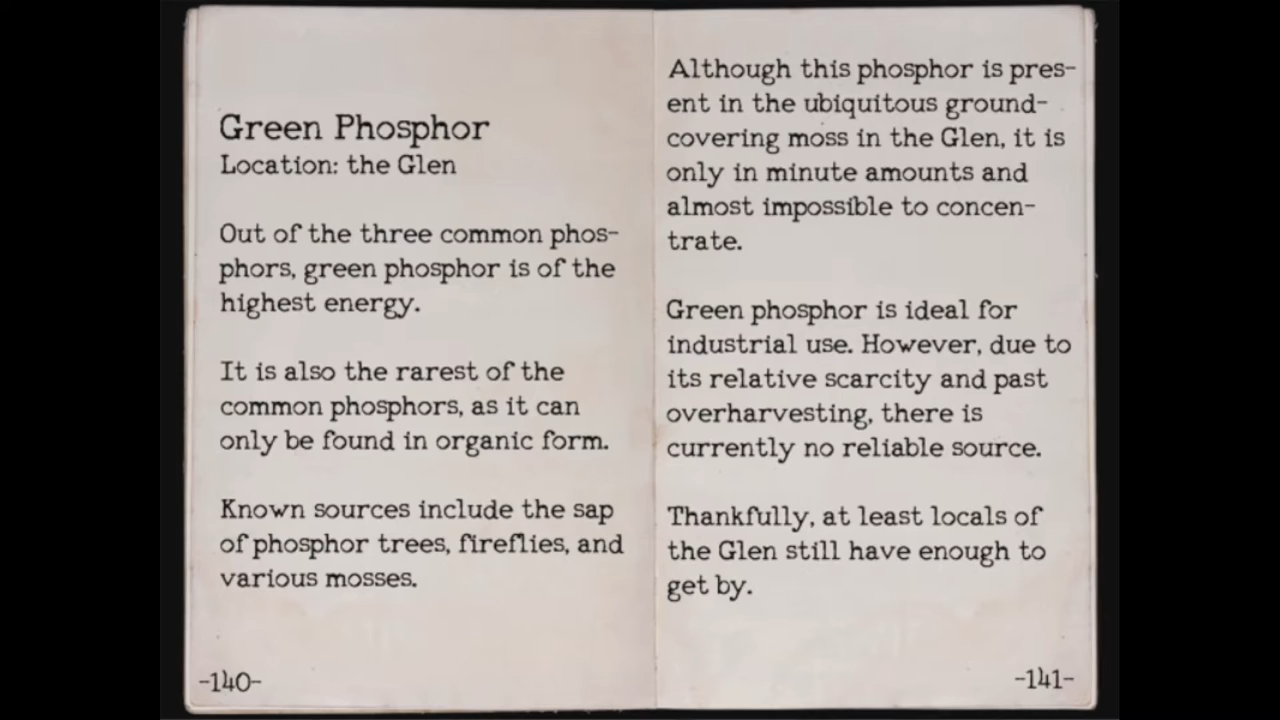 Green Phosphor
Location: the Glen
Out of the three common phos-
phors, green phosphor is of the
highest energy.
It is also the rarest of the
common phosphors, as it can
only be found in organic form.
Known sources include the sap
of phosphor trees, fireflies, and
various mosses.
-140-
Although this phosphor is pres-
ent in the ubiquitous ground-
covering moss in the Glen, it is
only in minute amounts and
almost impossible to concen-
trate.
Green phosphor is ideal for
industrial use. However, due to
its relative scarcity and past
overharvesting, there is
currently no reliable source.
Thankfully, at least locals of
the Glen still have enough to
get by.
-141-